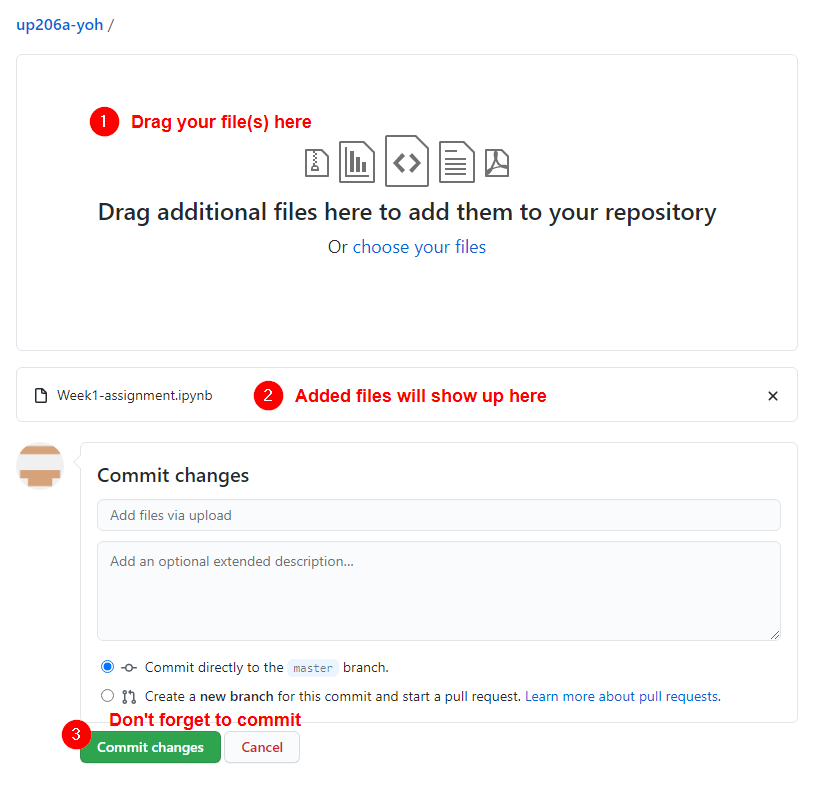 up206a-yoh /
1 Drag your file(s) here
Drag additional files here to add them to your repository
Or choose your files
Week1-assignment.ipynb 2 Added files will show up here ×
Commit changes
Add files via upload
Add an optional extended description...
Commit directly to the master branch.
Create a new branch for this commit and start a pull request. Learn more about pull requests.
Don't forget to commit
3 Commit changes Cancel